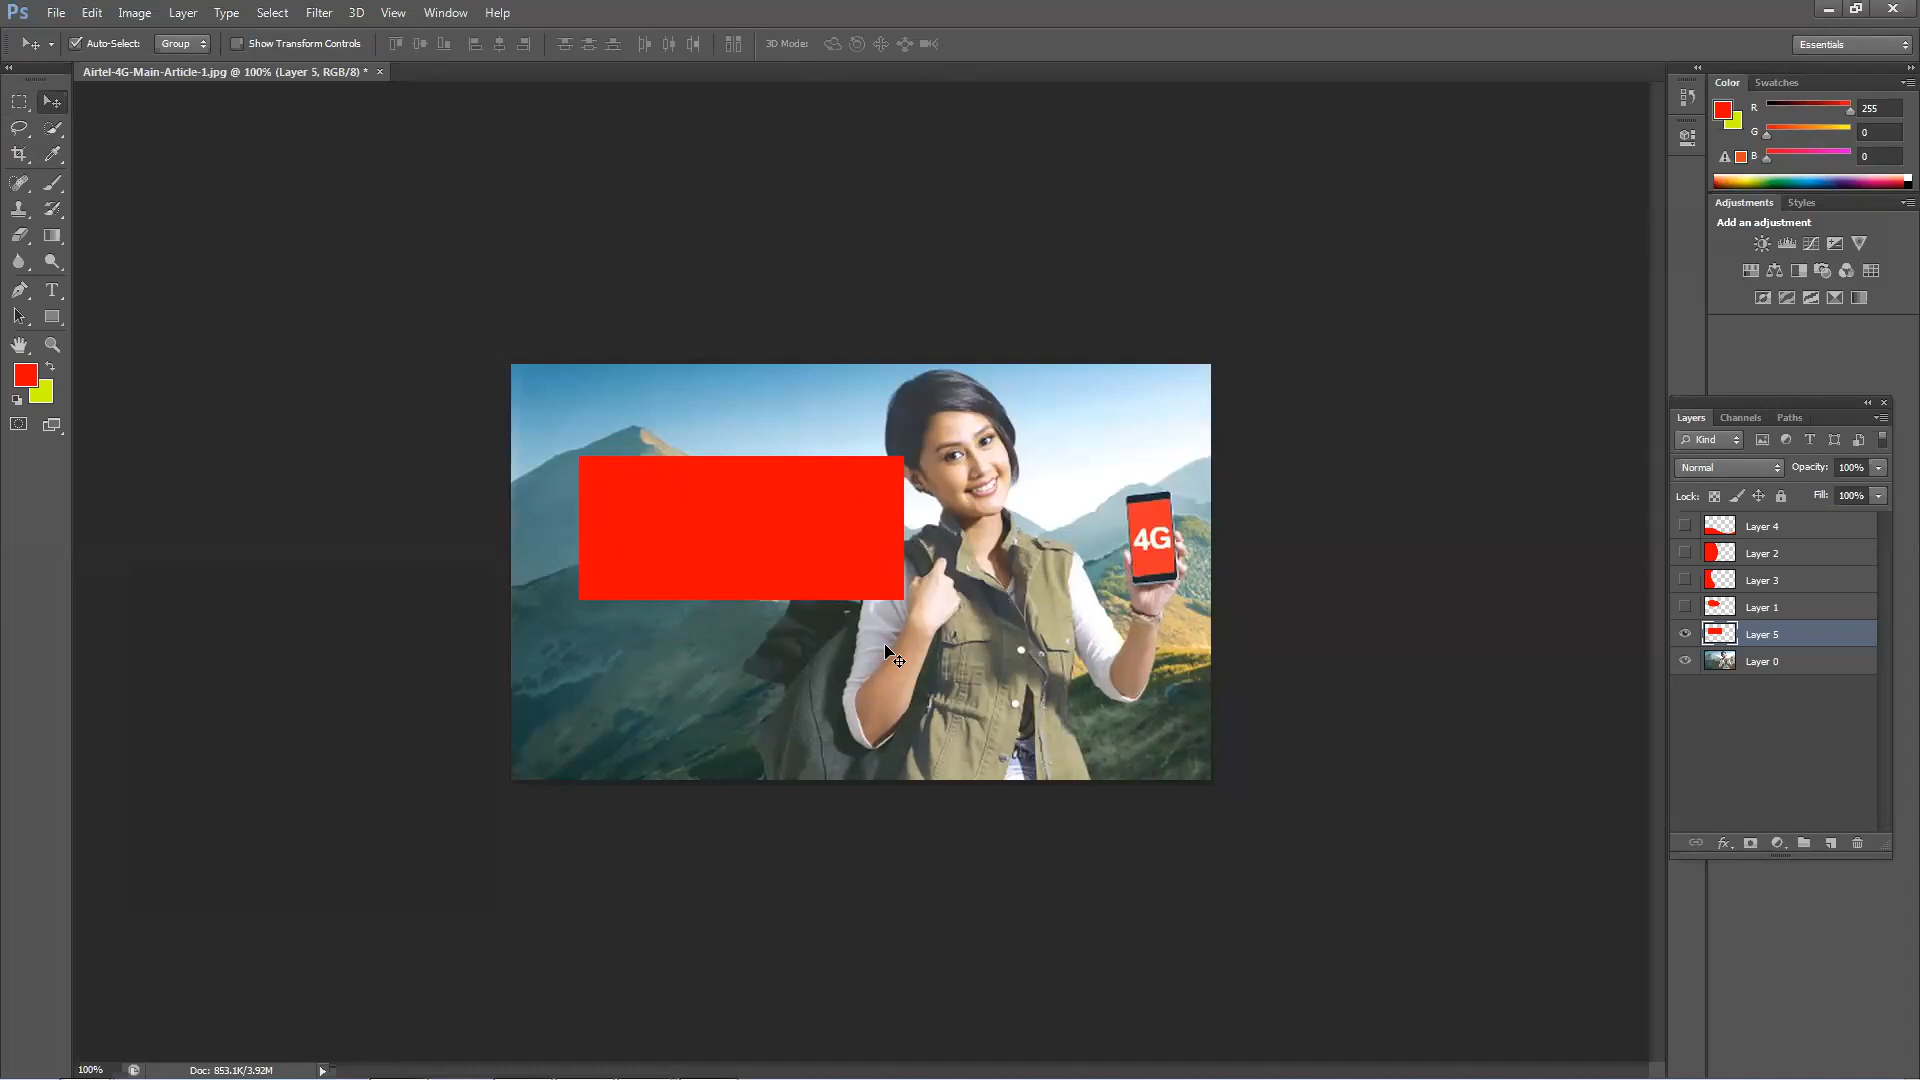 Ps File Edit Image Layer Type Select Filter 3D View Window Help
Auto-Select: Group Show Transform Controls 3D Mode: Essentials
Airtel-4G-Main-Article-1.jpg @ 100% (Layer 5, RGB/8) * ×
Color Swatches
R 255
G 0
B 0
Adjustments Styles
Add an adjustment
4G
Layers Channels Paths
Kind
Normal Opacity: 100%
Lock: Fill: 100%
Layer 4
Layer 2
Layer 3
Layer 1
Layer 5
Layer 0
fx
100% Doc: 853.1K/3.92M